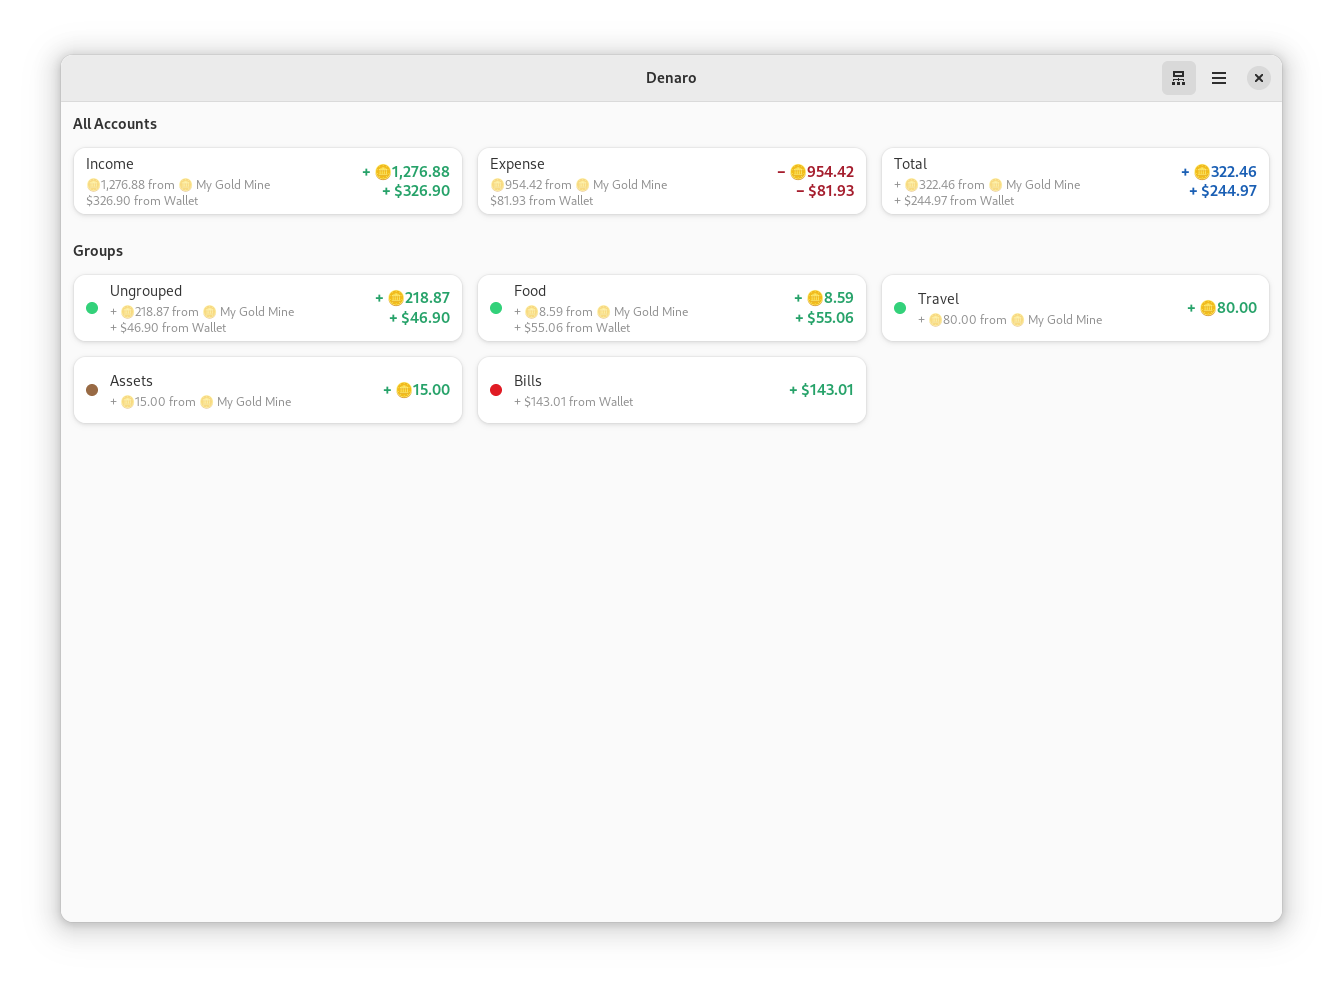 Denaro
All Accounts
Income
🪙1,276.88 from 🪙 My Gold Mine
$326.90 from Wallet
+ 🪙1,276.88
+ $326.90
Expense
🪙954.42 from 🪙 My Gold Mine
$81.93 from Wallet
− 🪙954.42
− $81.93
Total
+ 🪙322.46 from 🪙 My Gold Mine
+ $244.97 from Wallet
+ 🪙322.46
+ $244.97
Groups
Ungrouped
+ 🪙218.87 from 🪙 My Gold Mine
+ $46.90 from Wallet
+ 🪙218.87
+ $46.90
Food
+ 🪙8.59 from 🪙 My Gold Mine
+ $55.06 from Wallet
+ 🪙8.59
+ $55.06
Travel
+ 🪙80.00 from 🪙 My Gold Mine
+ 🪙80.00
Assets
+ 🪙15.00 from 🪙 My Gold Mine
+ 🪙15.00
Bills
+ $143.01 from Wallet
+ $143.01